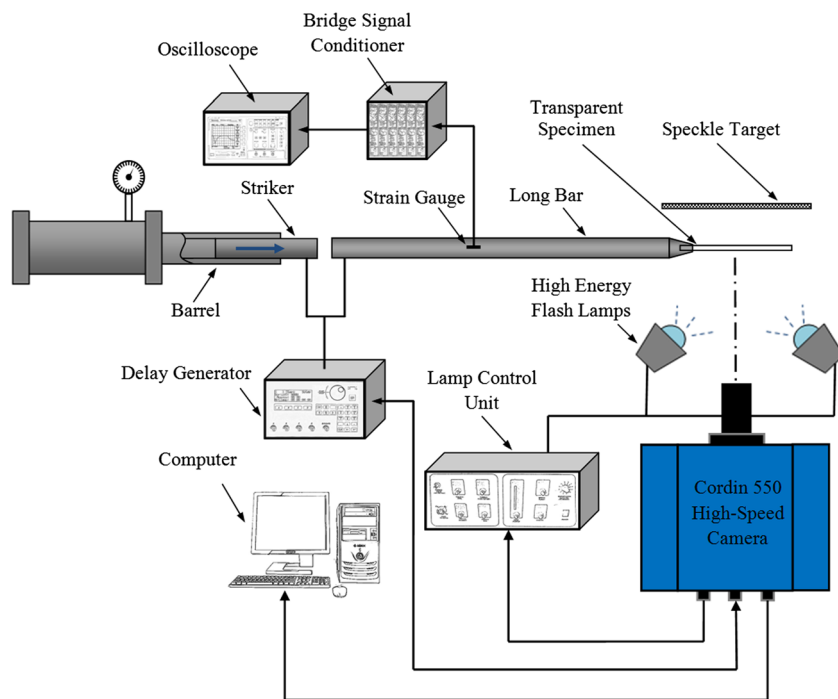 Bridge Signal
Conditioner
Oscilloscope
Transparent
Specimen
Speckle Target
Striker
Strain Gauge
Long Bar
Barrel
High Energy
Flash Lamps
Delay Generator
Lamp Control
Unit
Computer
Cordin 550
High-Speed
Camera